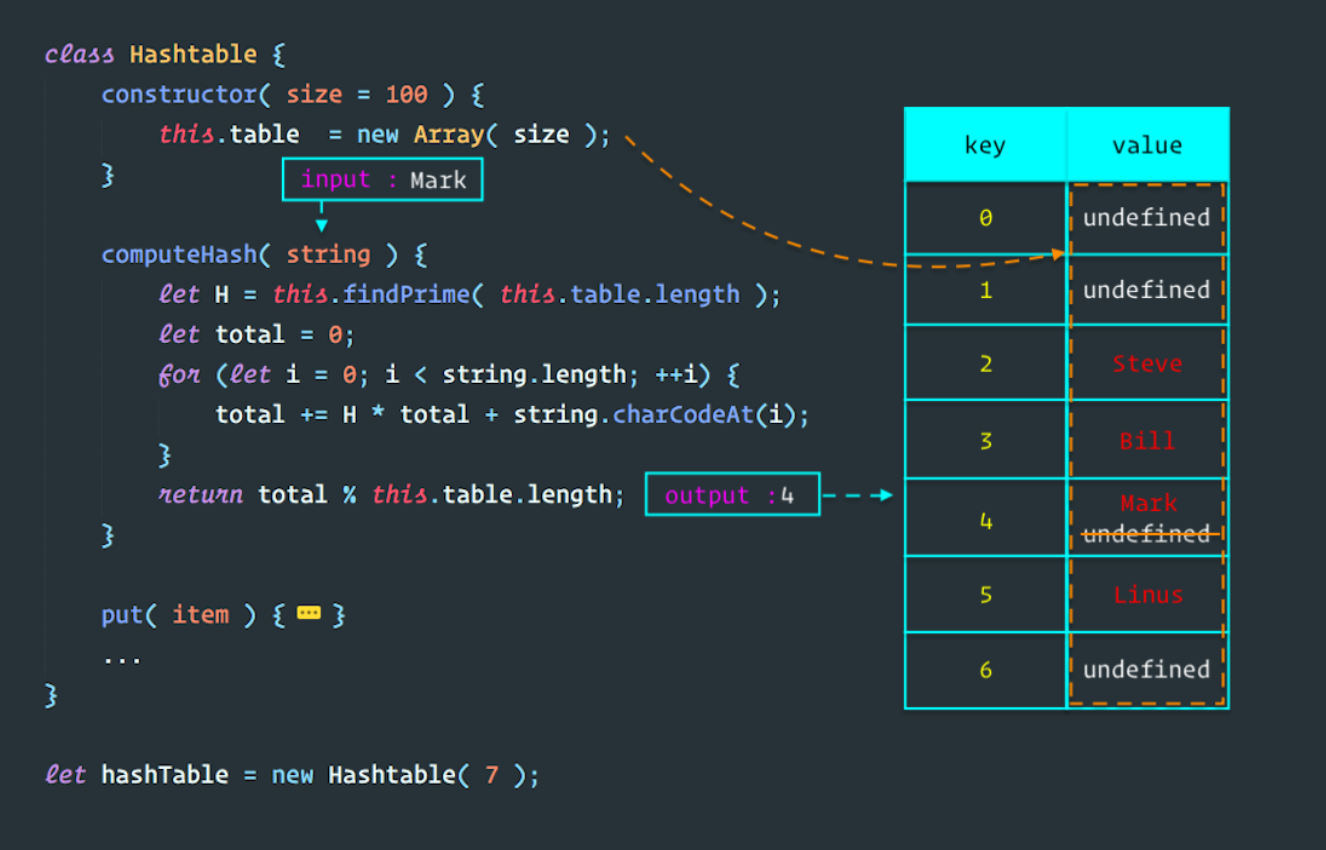 class Hashtable {
constructor( size = 100 ) {
this.table  = new Array( size );
}
input : Mark
computeHash( string ) {
let H = this.findPrime( this.table.length );
let total = 0;
for (let i = 0; i < string.length; ++i) {
total += H * total + string.charCodeAt(i);
}
return total % this.table.length;
output :4
}
put( item ) { ··· }
...
}
let hashTable = new Hashtable( 7 );
key value
0 undefined
1 undefined
2 Steve
3 Bill
4 Mark
undefined
5 Linus
6 undefined